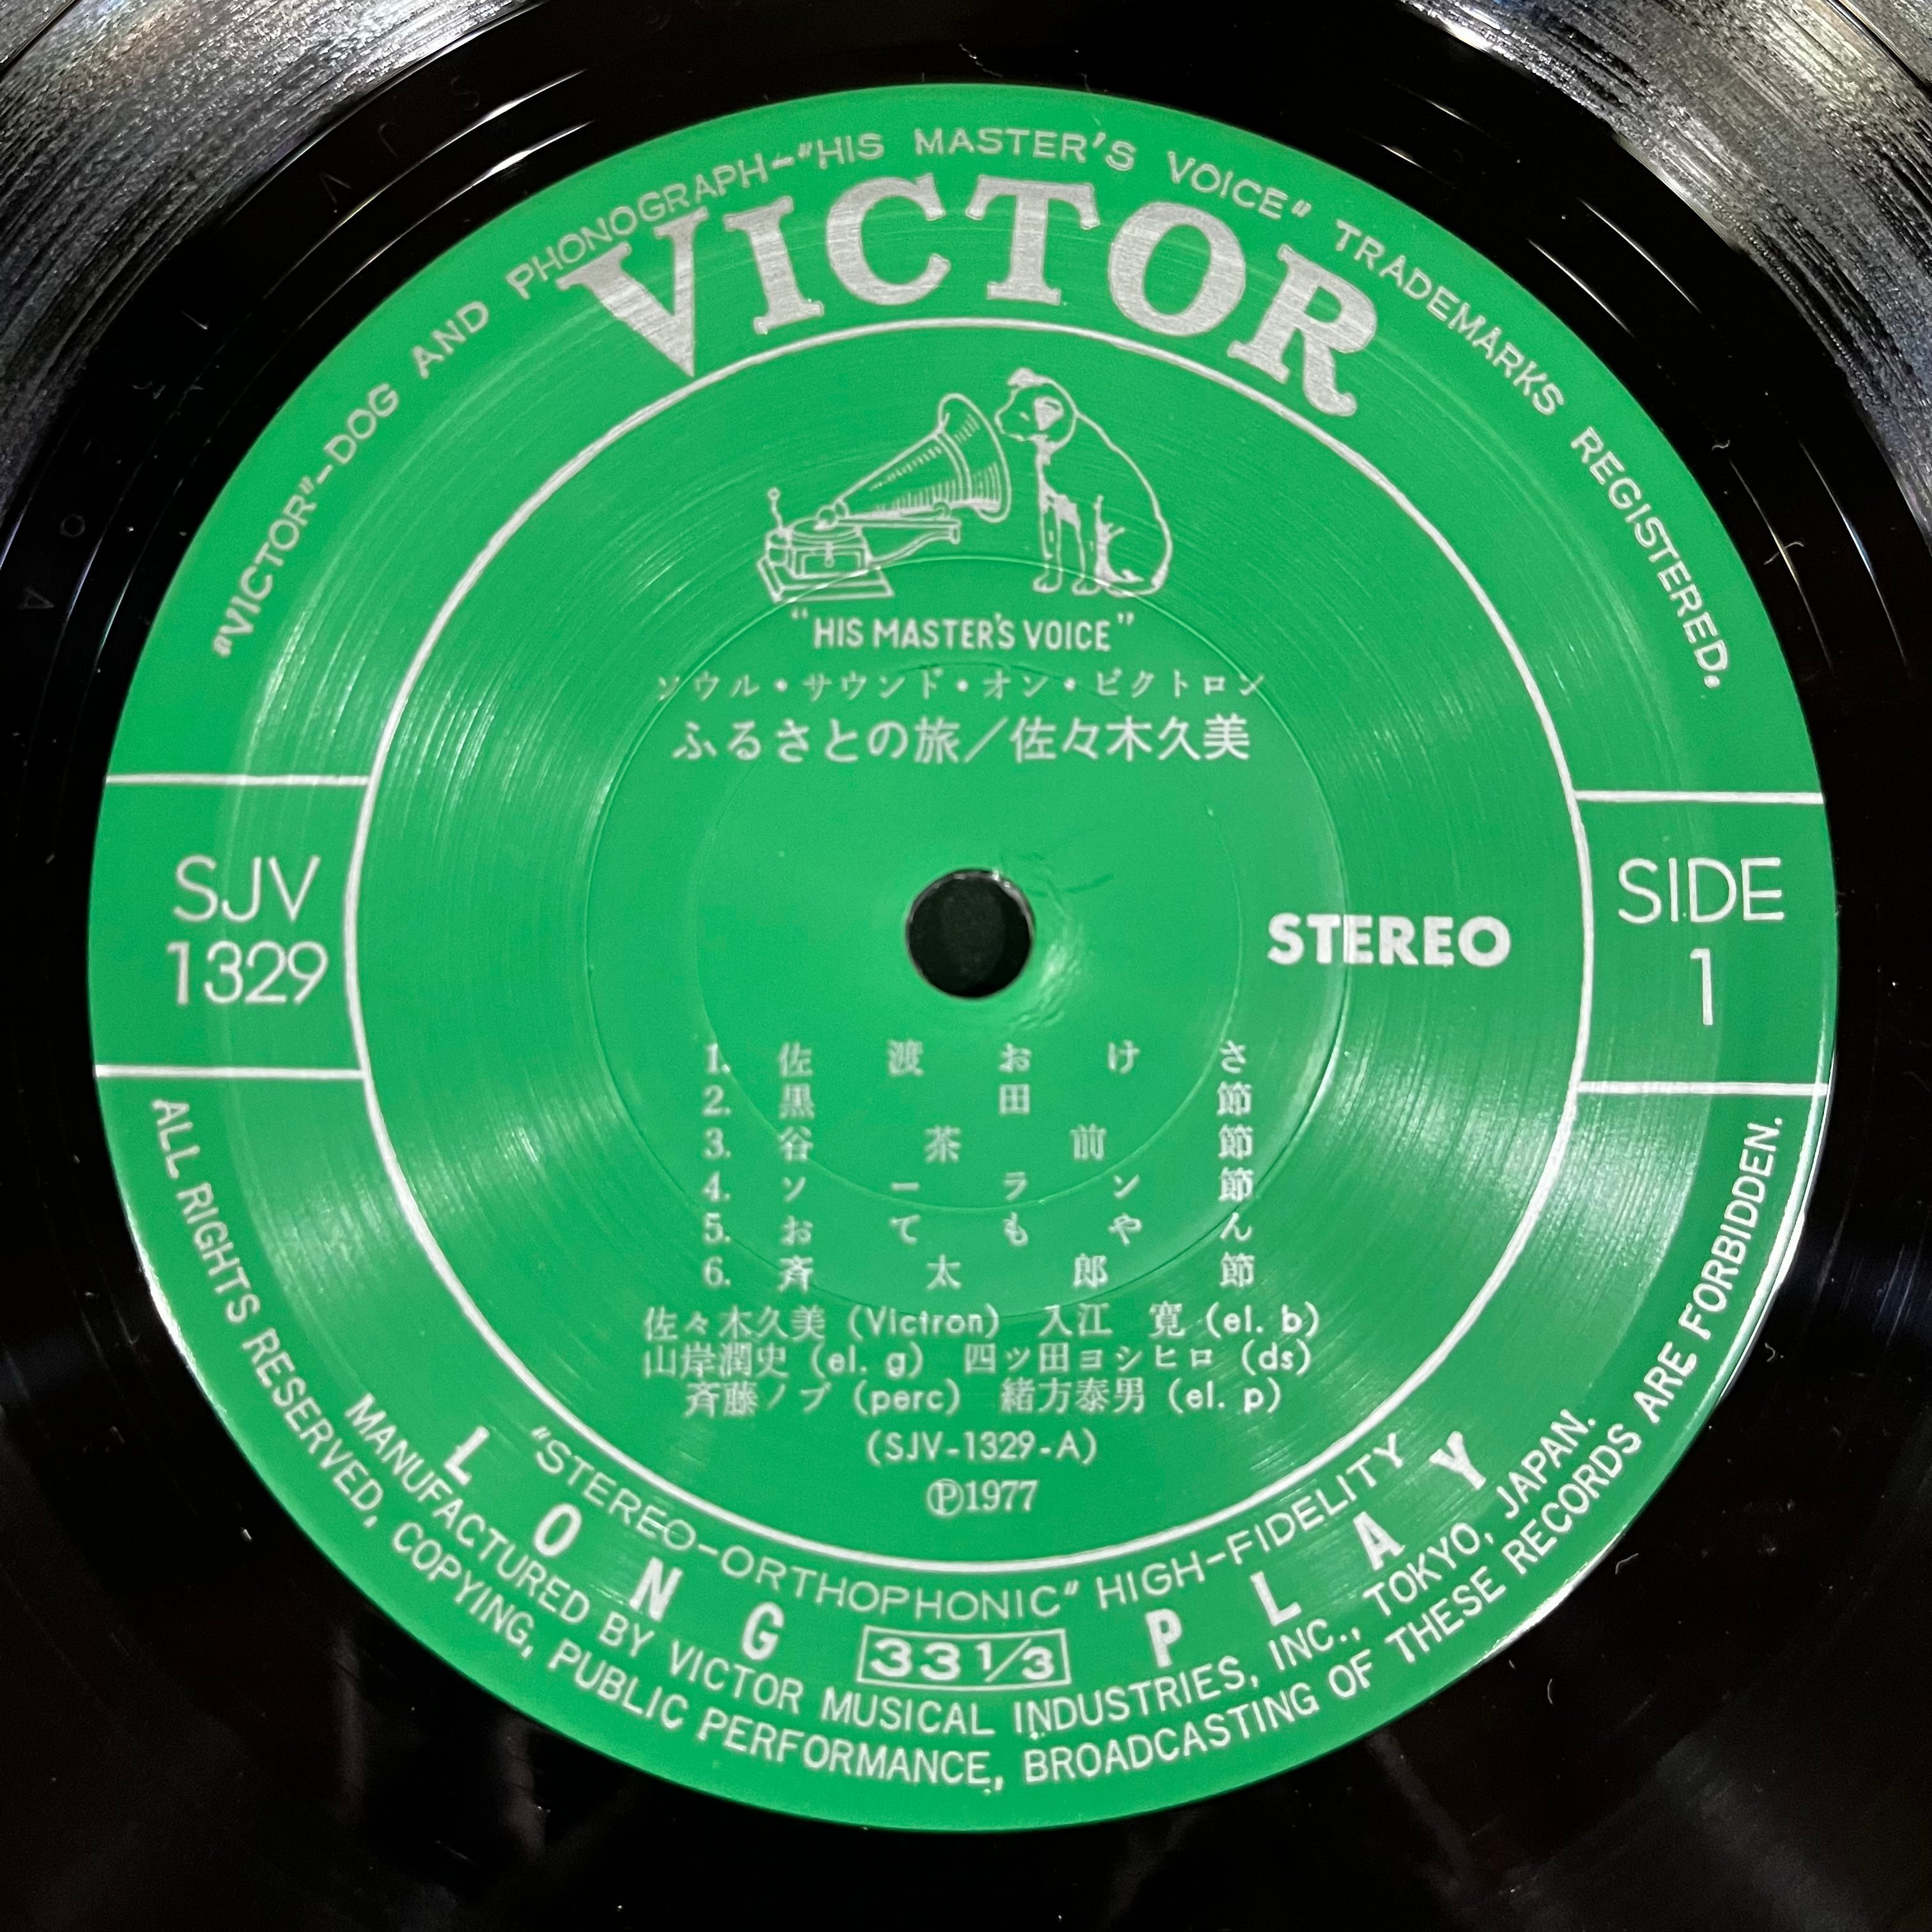 "VICTOR"–DOG AND PHONOGRAPH–"HIS MASTER'S VOICE" TRADEMARKS REGISTERED.
VICTOR
"HIS MASTER'S VOICE"
ソウル・サウンド・オン・ビクトロン
ふるさとの旅／佐々木久美
SJV
1329
STEREO
SIDE
1
1. 佐渡おけさ
2. 黒田節
3. 谷茶前節
4. ソーラン節
5. おてもやん
6. 斉太郎節
佐々木久美 (Victron) 入江 寛 (el. b)
山岸潤史 (el. g) 四ッ田ヨシヒロ (ds)
斉藤ノブ (perc) 緒方泰男 (el. p)
(SJV-1329-A)
Ⓟ1977
"STEREO–ORTHOPHONIC" HIGH–FIDELITY
LONG 33 1/3 PLAY
MANUFACTURED BY VICTOR MUSICAL INDUSTRIES, INC., TOKYO, JAPAN.
ALL RIGHTS RESERVED, COPYING, PUBLIC PERFORMANCE, BROADCASTING OF THESE RECORDS ARE FORBIDDEN.